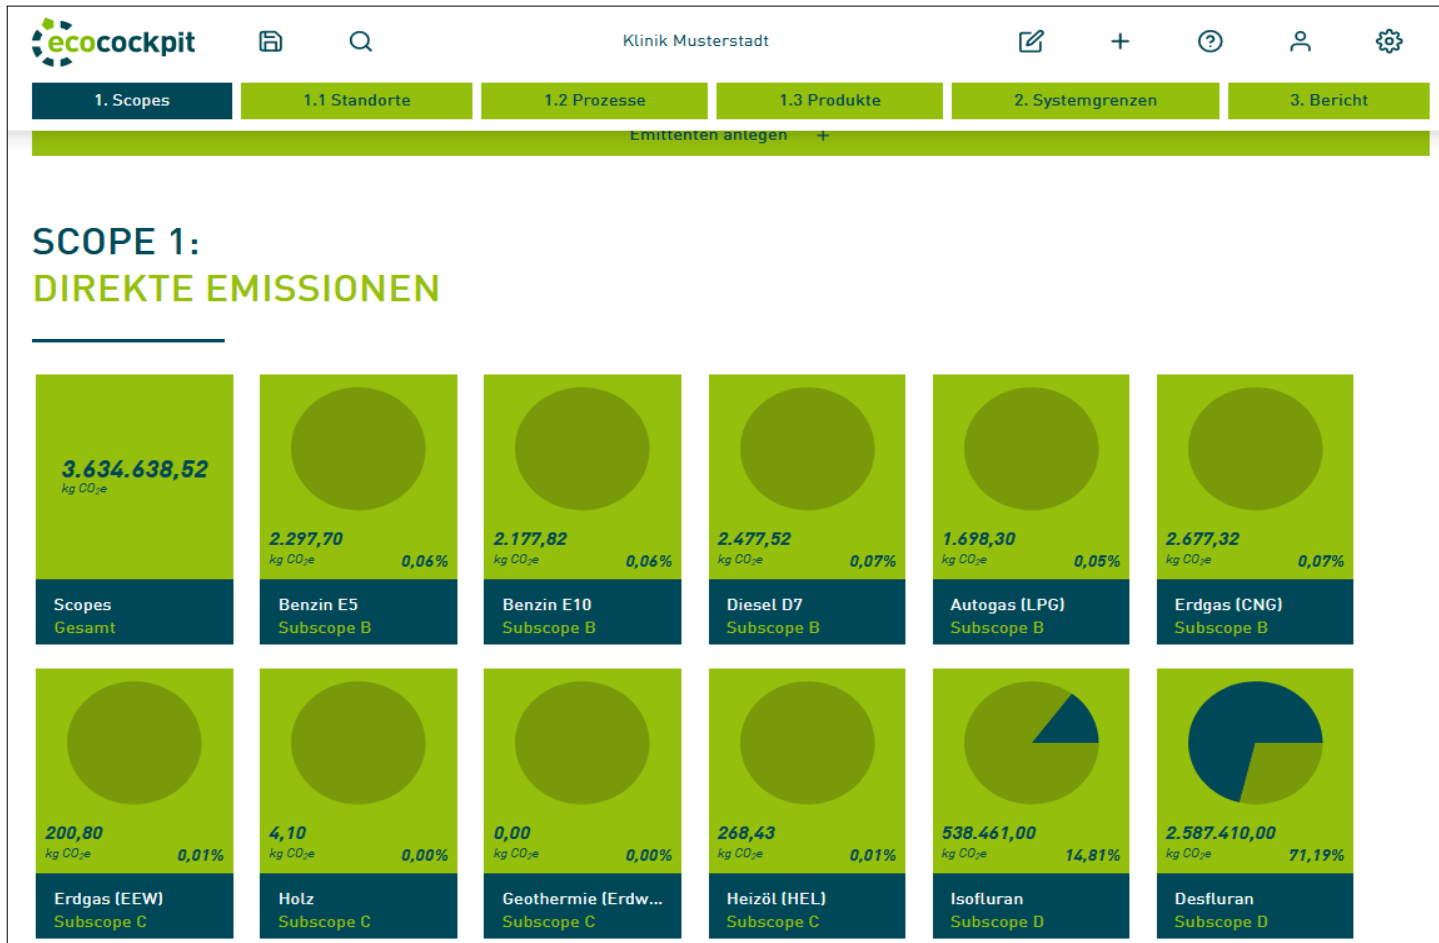 ecocockpit
Klinik Musterstadt
1. Scopes
1.1 Standorte
1.2 Prozesse
1.3 Produkte
2. Systemgrenzen
3. Bericht
Emittenten anlegen +
SCOPE 1:
DIREKTE EMISSIONEN
3.634.638,52
kg CO₂e
Scopes
Gesamt
2.297,70
kg CO₂e 0,06%
Benzin E5
Subscope B
2.177,82
kg CO₂e 0,06%
Benzin E10
Subscope B
2.477,52
kg CO₂e 0,07%
Diesel D7
Subscope B
1.698,30
kg CO₂e 0,05%
Autogas (LPG)
Subscope B
2.677,32
kg CO₂e 0,07%
Erdgas (CNG)
Subscope B
200,80
kg CO₂e 0,01%
Erdgas (EEW)
Subscope C
4,10
kg CO₂e 0,00%
Holz
Subscope C
0,00
kg CO₂e 0,00%
Geothermie (Erdw...
Subscope C
268,43
kg CO₂e 0,01%
Heizöl (HEL)
Subscope C
538.461,00
kg CO₂e 14,81%
Isofluran
Subscope D
2.587.410,00
kg CO₂e 71,19%
Desfluran
Subscope D